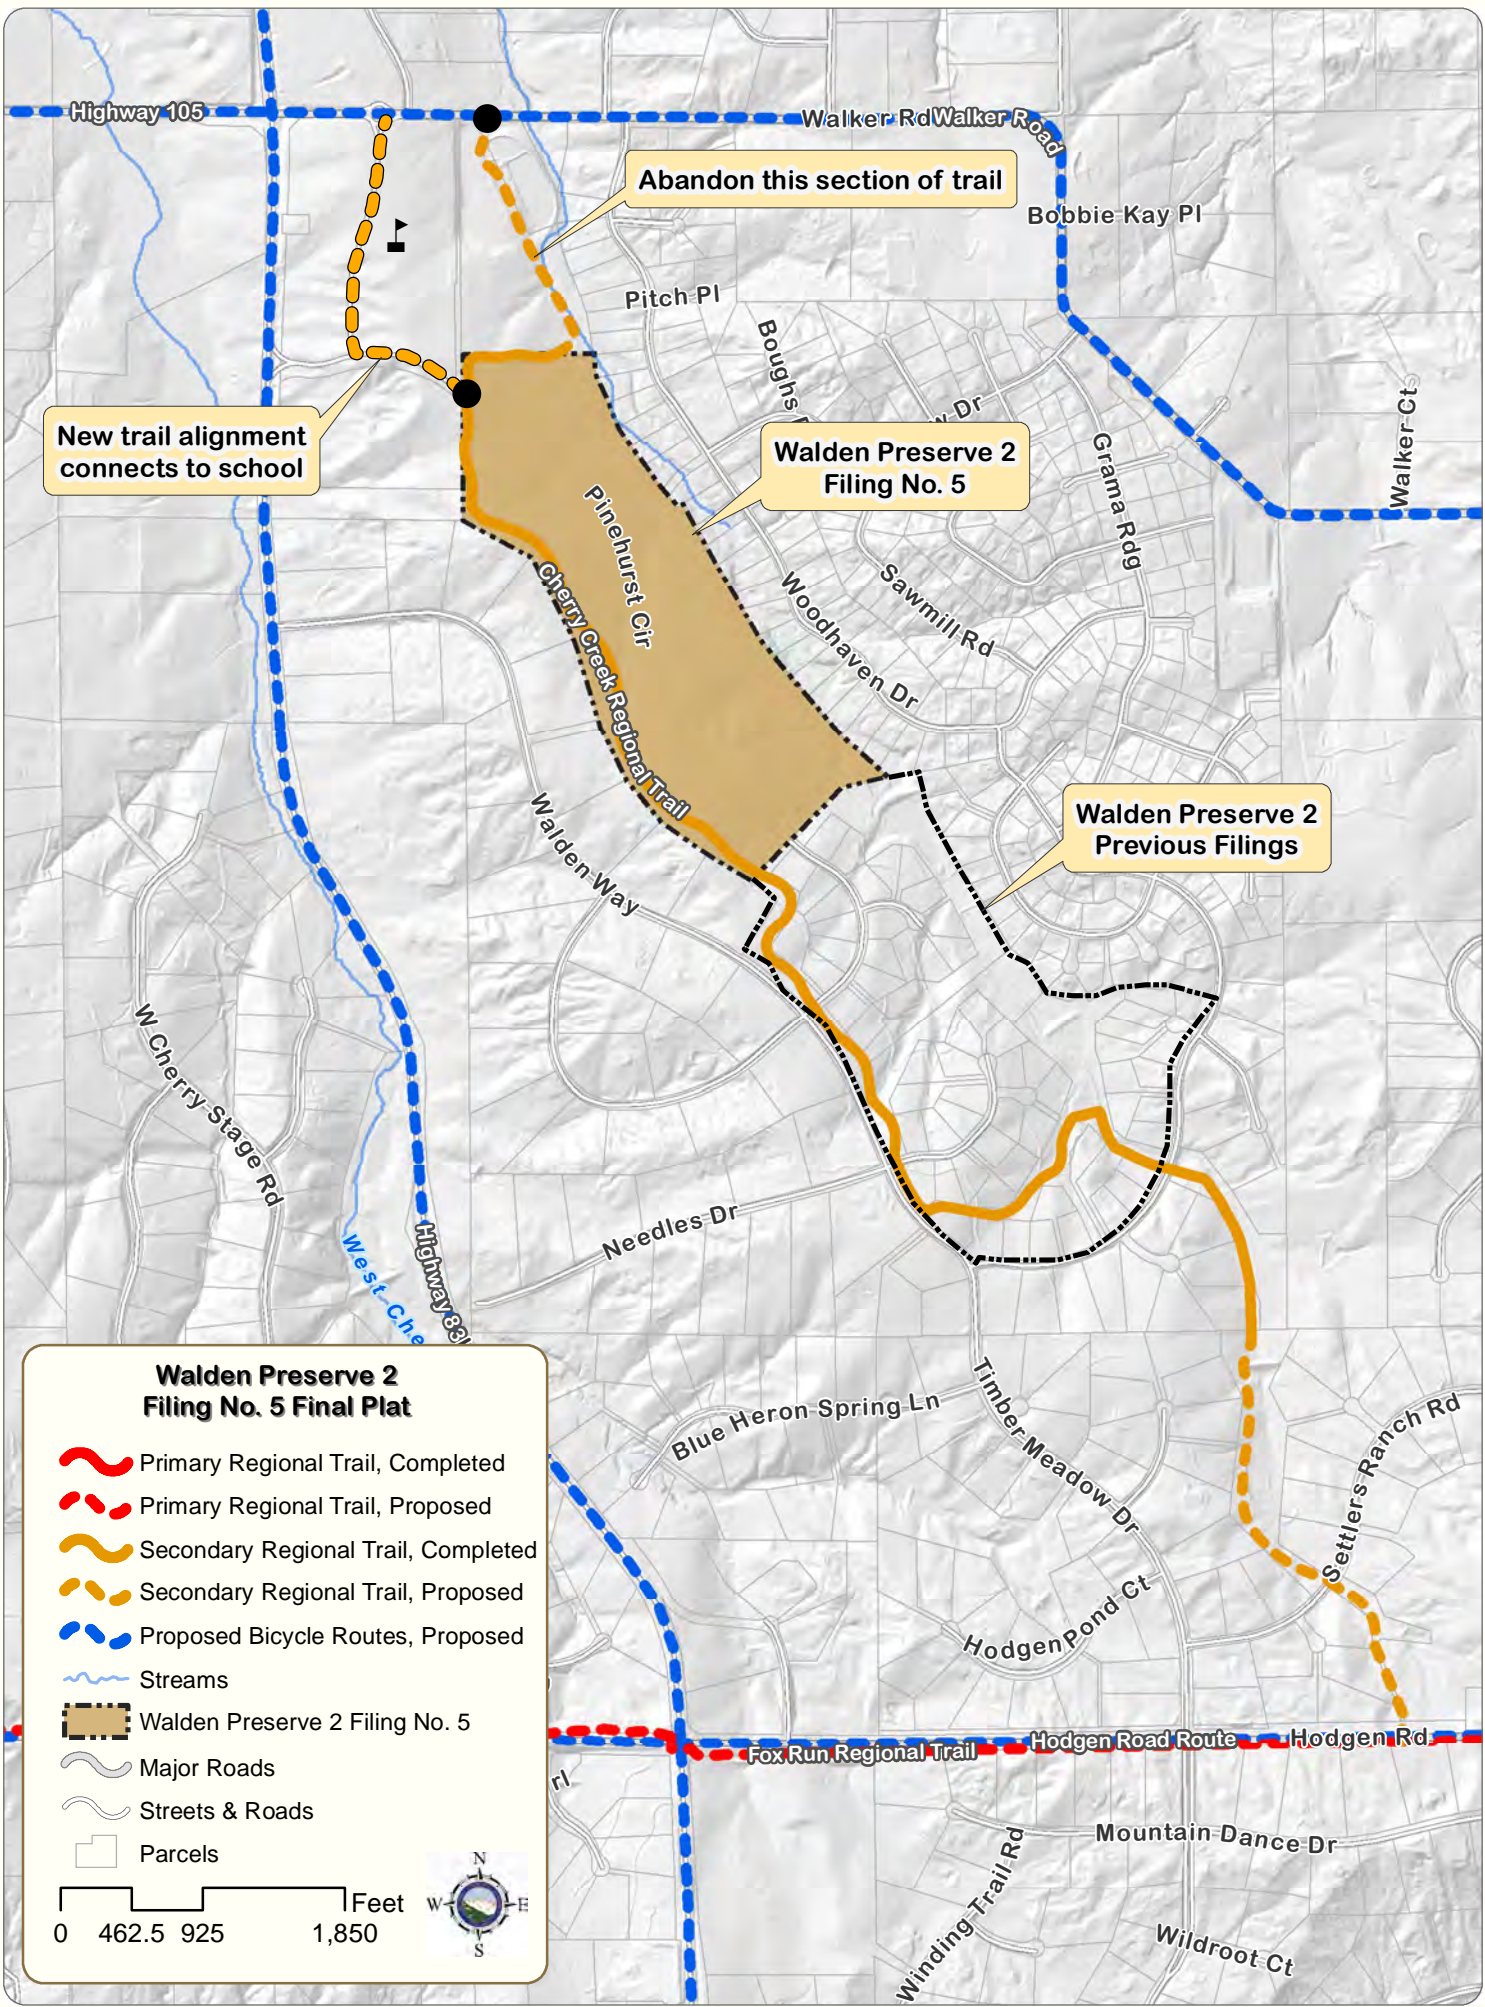 Highway 105
Walker Rd
Walker Road
Abandon this section of trail
Bobbie Kay Pl
Pitch Pl
Boughs
Dr
Walker Ct
New trail alignment
connects to school
Walden Preserve 2
Filing No. 5
Grama Rdg
Pinehurst Cir
Cherry Creek Regional Trail
Woodhaven Dr
Sawmill Rd
Walden Way
Walden Preserve 2
Previous Filings
W Cherry Stage Rd
Needles Dr
West Che
Highway 83
Blue Heron Spring Ln
Timber Meadow Dr
Settlers Ranch Rd
Hodgen Pond Ct
Fox Run Regional Trail
Hodgen Road Route
Hodgen Rd
Mountain Dance Dr
Winding Trail Rd
Wildroot Ct
Walden Preserve 2
Filing No. 5 Final Plat
Primary Regional Trail, Completed
Primary Regional Trail, Proposed
Secondary Regional Trail, Completed
Secondary Regional Trail, Proposed
Proposed Bicycle Routes, Proposed
Streams
Walden Preserve 2 Filing No. 5
Major Roads
Streets & Roads
Parcels
Feet
0 462.5 925 1,850
N
W E
S